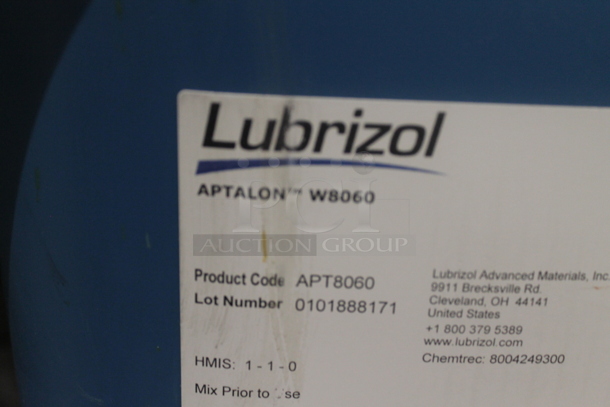 Lubrizol
APTALON™ W8060
PCI
AUCTION GROUP
Product Code APT8060
Lot Number 0101888171
Lubrizol Advanced Materials, Inc
9911 Brecksville Rd.
Cleveland, OH 44141
United States
+1 800 379 5389
www.lubrizol.com
Chemtrec: 8004249300
HMIS: 1 - 1 - 0
Mix Prior to se